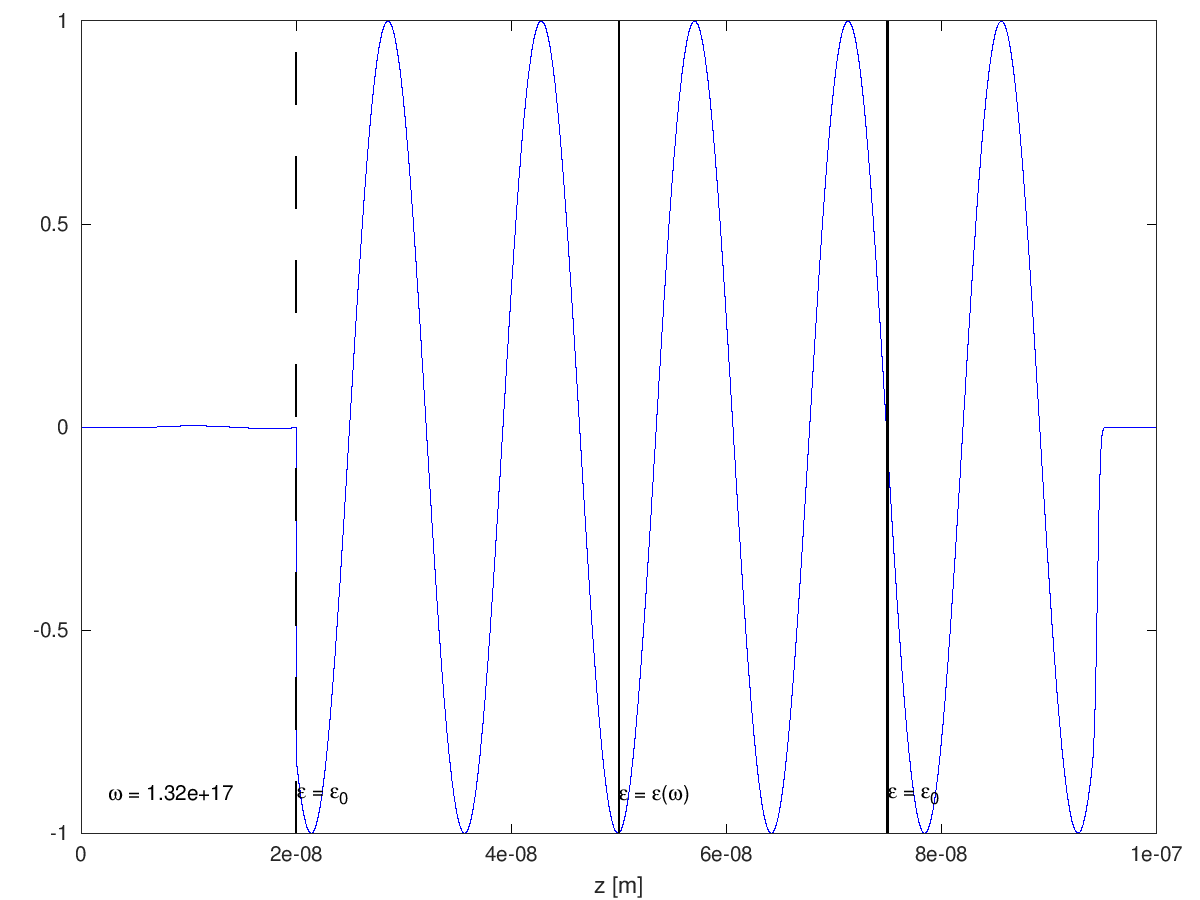 1
0.5
0
-0.5
-1
ω = 1.32e+17
ε = ε0
ε = ε(ω)
ε = ε0
0
2e-08
4e-08
6e-08
8e-08
1e-07
z [m]